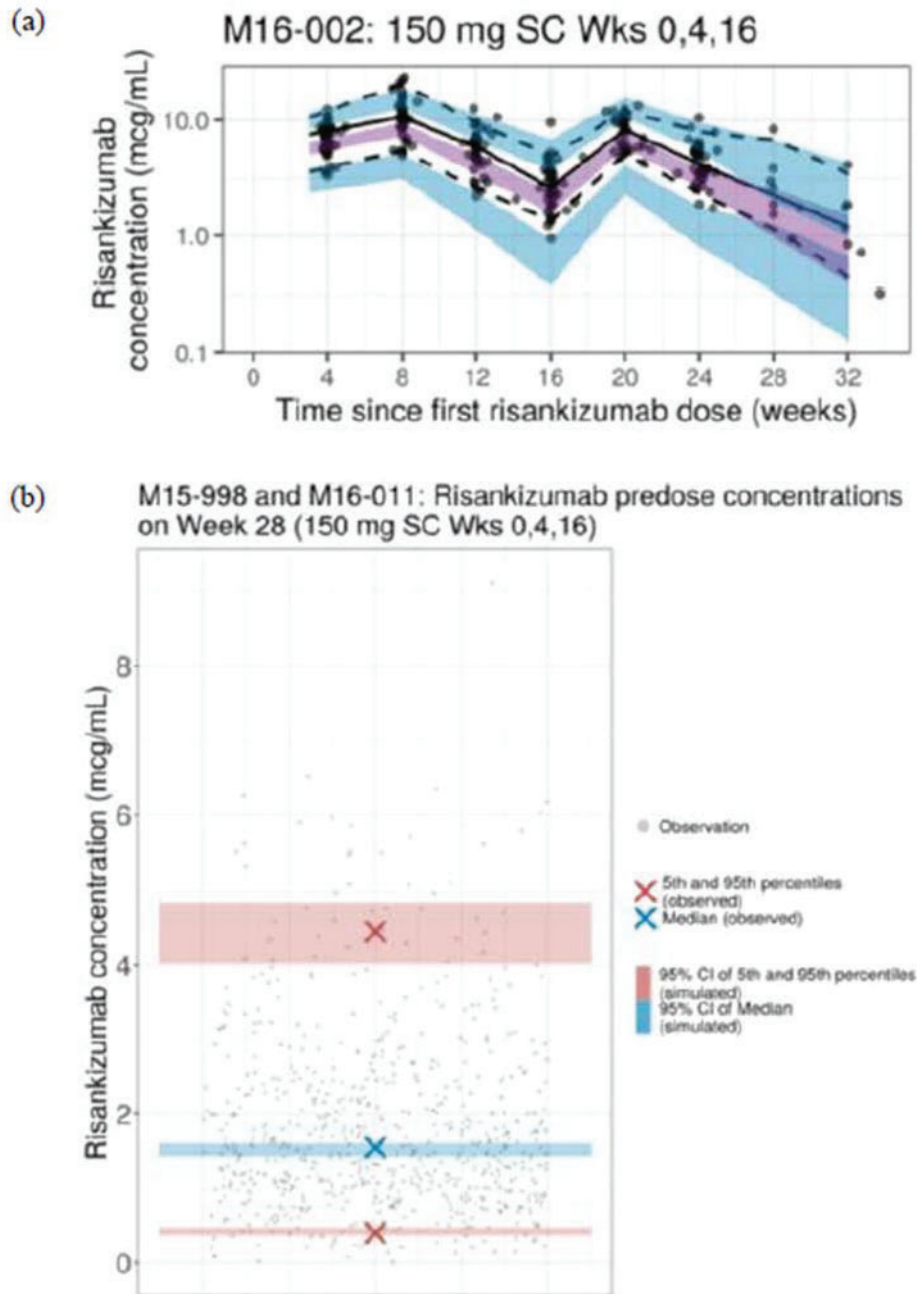 (a)
M16-002: 150 mg SC Wks 0,4,16
Risankizumab
concentration (mcg/mL)
10.0
1.0
0.1
0 4 8 12 16 20 24 28 32
Time since first risankizumab dose (weeks)
(b)
M15-998 and M16-011: Risankizumab predose concentrations
on Week 28 (150 mg SC Wks 0,4,16)
Risankizumab concentration (mcg/mL)
8
6
4
2
0
Observation
5th and 95th percentiles
(observed)
Median (observed)
95% CI of 5th and 95th percentiles
(simulated)
95% CI of Median
(simulated)